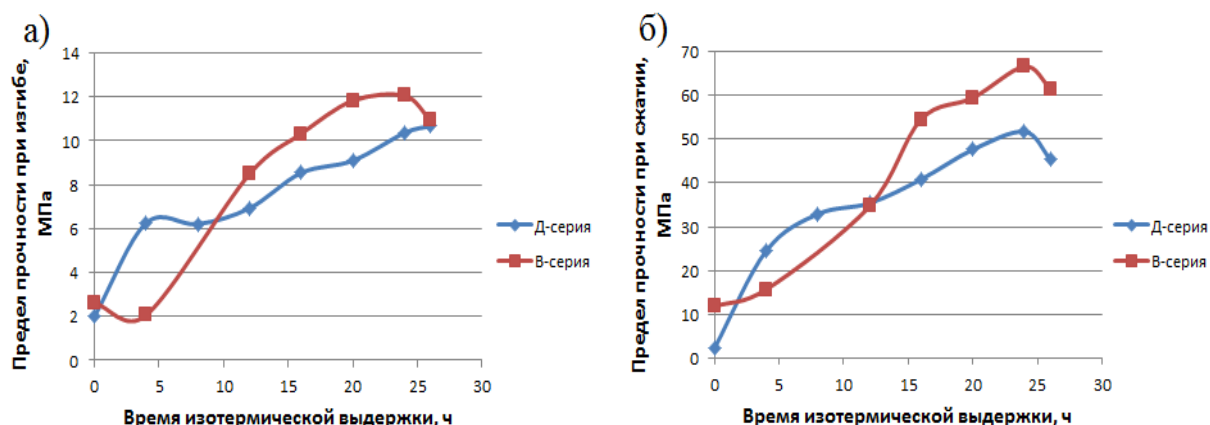 а)
Предел прочности при изгибе,
МПа
14
12
10
8
6
4
2
0
0 5 10 15 20 25 30
Время изотермической выдержки, ч
Д-серия
В-серия
б)
Предел прочности при сжатии,
МПа
70
60
50
40
30
20
10
0
0 5 10 15 20 25 30
Время изотермической выдержки, ч
Д-серия
В-серия